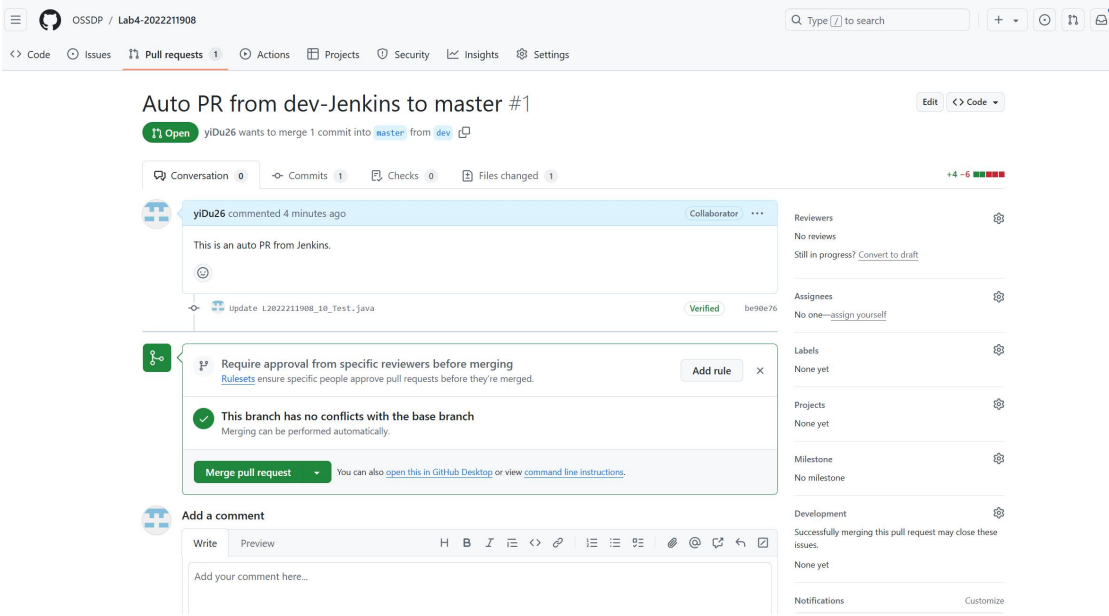 OSSDP / Lab4-2022211908
Type / to search
Code Issues Pull requests 1 Actions Projects Security Insights Settings
Auto PR from dev-Jenkins to master #1
Edit <> Code
Open yiDu26 wants to merge 1 commit into master from dev
Conversation 0 Commits 1 Checks 0 Files changed 1 +4 −6
yiDu26 commented 4 minutes ago Collaborator
This is an auto PR from Jenkins.
Update L2022211908_10_Test.java Verified be90e76
Require approval from specific reviewers before merging
Rulesets ensure specific people approve pull requests before they're merged.
Add rule
This branch has no conflicts with the base branch
Merging can be performed automatically.
Merge pull request You can also open this in GitHub Desktop or view command line instructions.
Add a comment
Write Preview H B I
Add your comment here...
Reviewers
No reviews
Still in progress? Convert to draft
Assignees
No one—assign yourself
Labels
None yet
Projects
None yet
Milestone
No milestone
Development
Successfully merging this pull request may close these
issues.
None yet
Notifications Customize